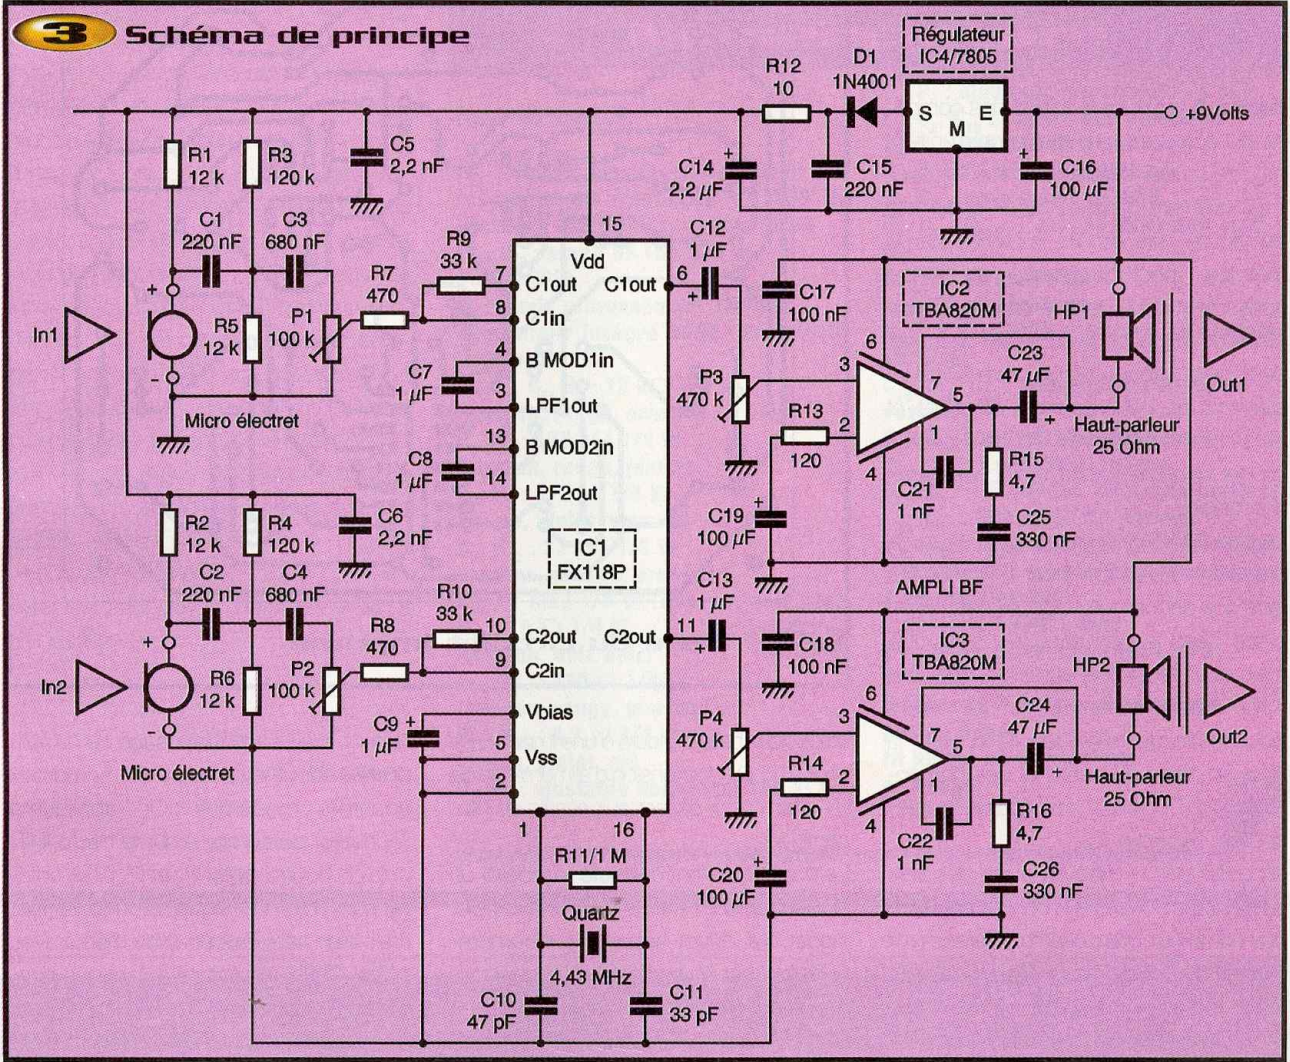 3 Schéma de principe
Régulateur
IC4/7805
D1
1N4001
R12
10
S E
M
+9Volts
R1
12 k
R3
120 k
C5
2,2 nF
C14
2,2 µF
+
C15
220 nF
C16
100 µF
+
C1
220 nF
C3
680 nF
R9
33 k
R7
470
15
Vdd
7
C1out
8
C1in
C1out
6
C12
1 µF
+
C17
100 nF
IC2
TBA820M
HP1
In1
+
-
R5
12 k
P1
100 k
Micro électret
4
B MOD1in
C7
1 µF
3
LPF1out
13
B MOD2in
C8
1 µF
14
LPF2out
P3
470 k
R13
120
3
6
7
5
2
1
4
C23
47 µF
+
Out1
Haut-parleur
25 Ohm
C21
1 nF
R15
4,7
C19
100 µF
+
C25
330 nF
AMPLI BF
R2
12 k
R4
120 k
C6
2,2 nF
IC1
FX118P
C2
220 nF
C4
680 nF
R10
33 k
R8
470
10
C2out
9
C2in
C2out
11
C13
1 µF
+
C18
100 nF
IC3
TBA820M
HP2
In2
+
-
R6
12 k
P2
100 k
Micro électret
C9
1 µF
+
Vbias
5
Vss
2
P4
470 k
R14
120
3
6
7
5
2
1
4
C24
47 µF
+
Out2
Haut-parleur
25 Ohm
C22
1 nF
R16
4,7
C20
100 µF
+
C26
330 nF
1
16
R11/1 M
Quartz
4,43 MHz
C10
47 pF
C11
33 pF